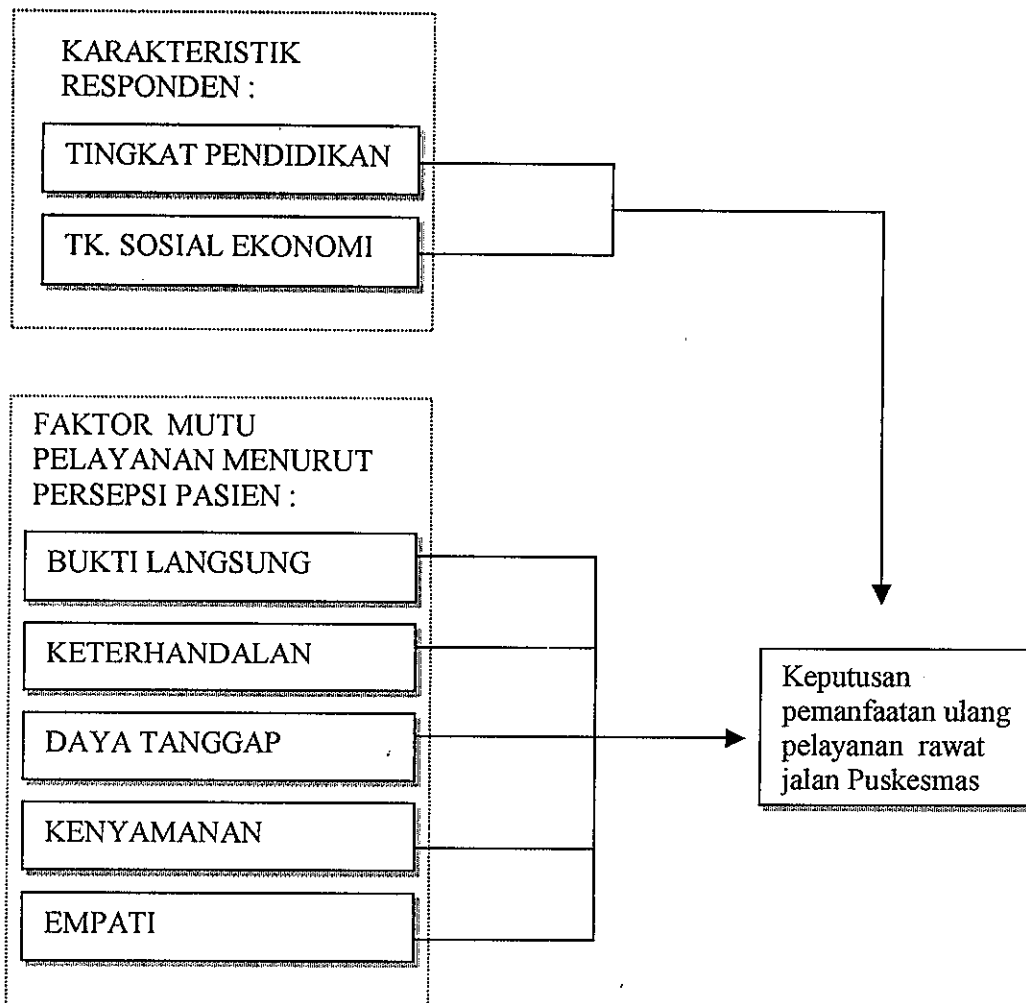 KARAKTERISTIK
RESPONDEN :
TINGKAT PENDIDIKAN
TK. SOSIAL EKONOMI
FAKTOR MUTU
PELAYANAN MENURUT
PERSEPSI PASIEN :
BUKTI LANGSUNG
KETERHANDALAN
DAYA TANGGAP
KENYAMANAN
EMPATI
Keputusan
pemanfaatan ulang
pelayanan rawat
jalan Puskesmas